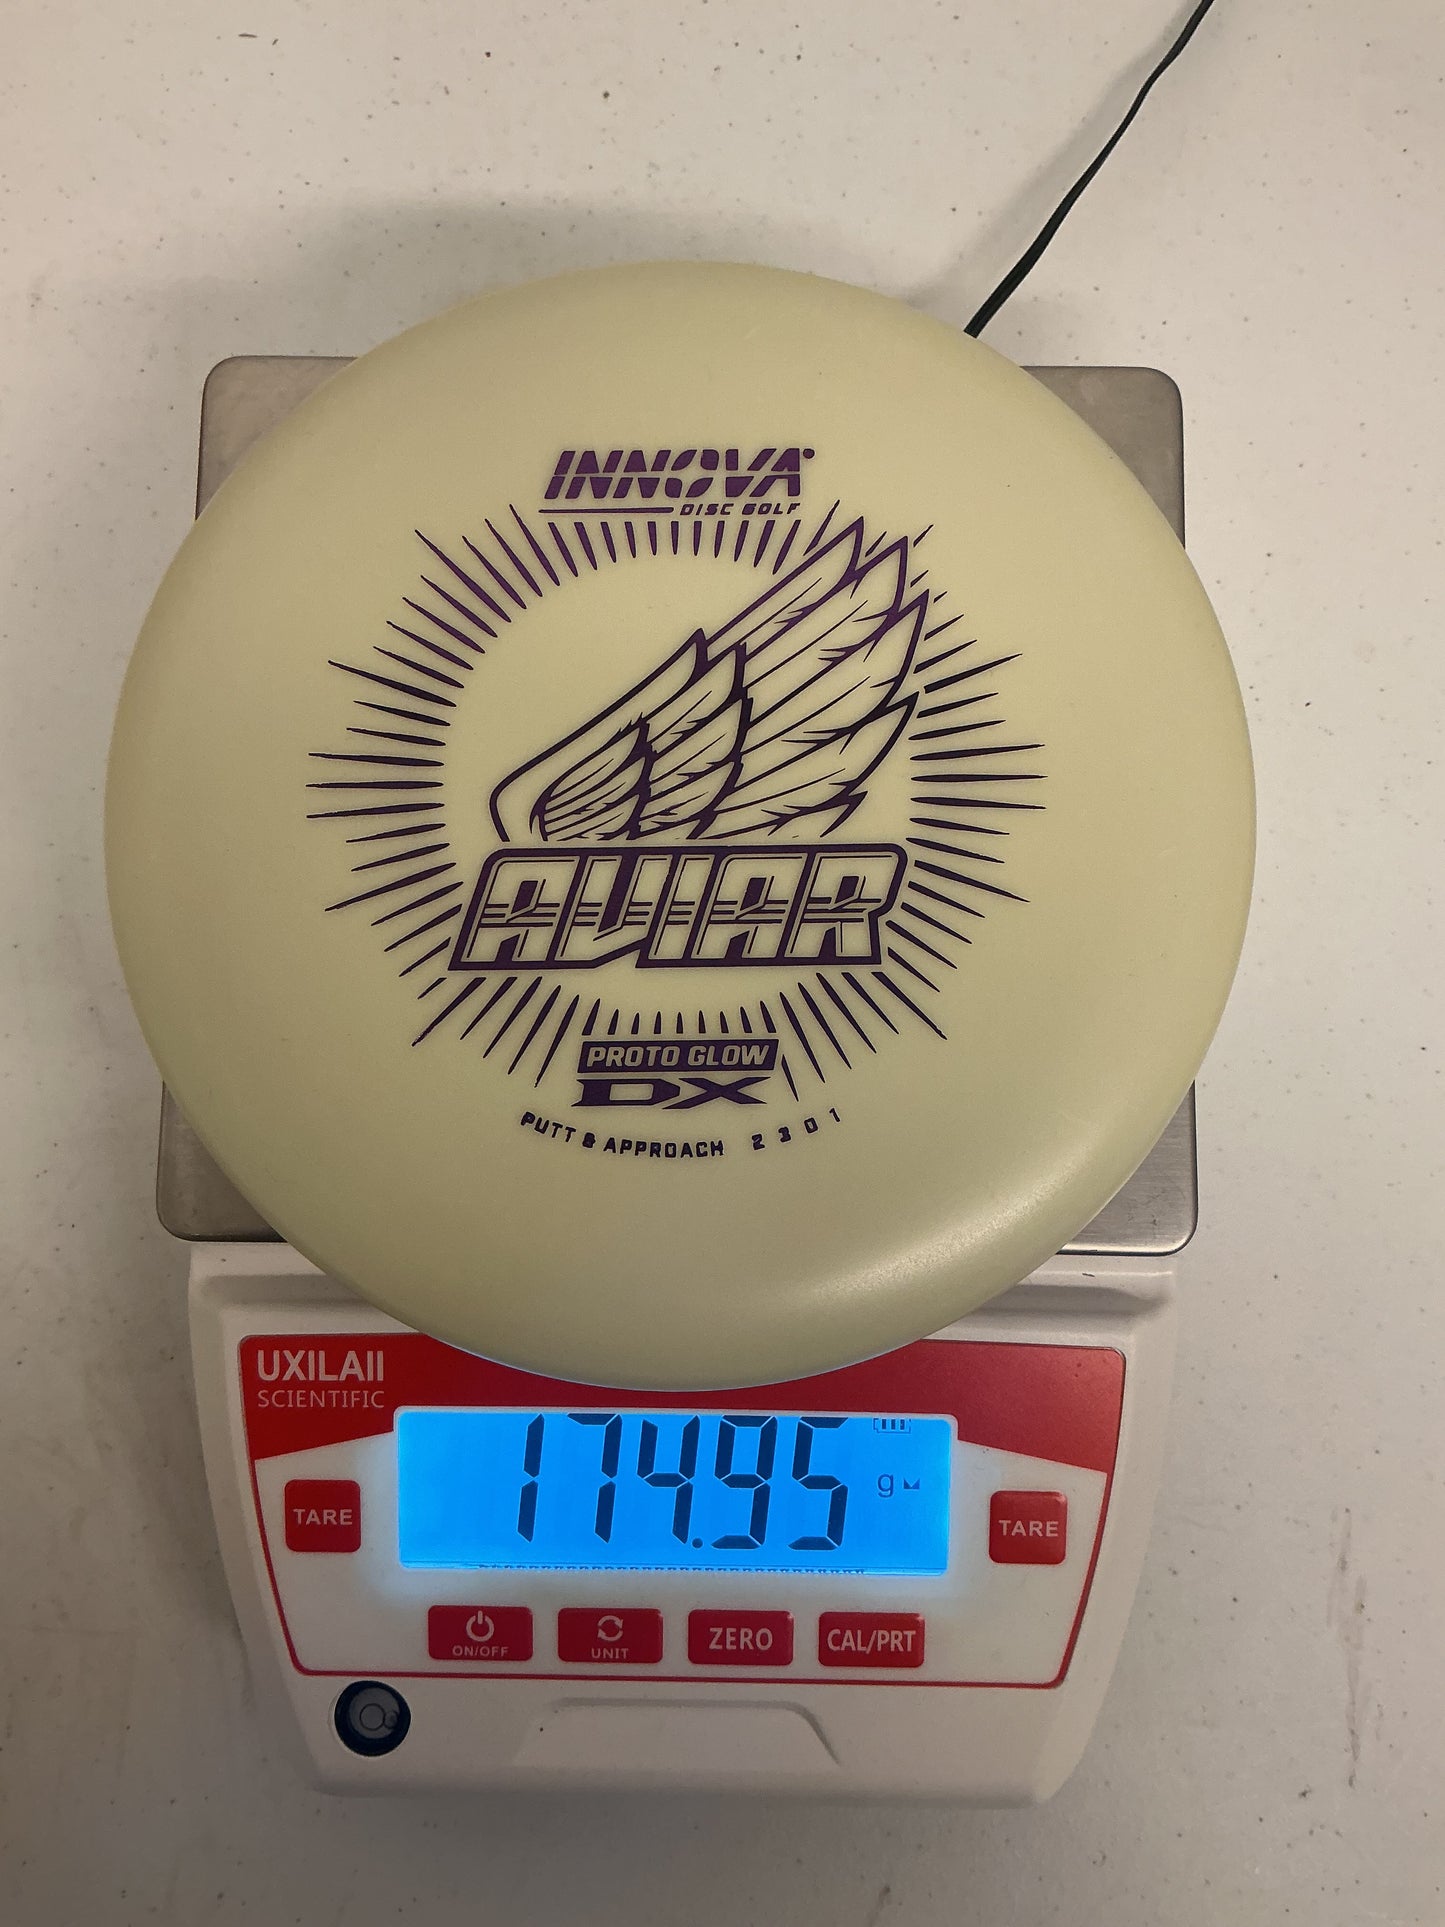 INNOVA
DISC GOLF
AVIAR
PROTO GLOW
DX
PUTT & APPROACH 2 3 0 1
UXILAII
SCIENTIFIC
174.95 g
TARE
TARE
ON/OFF
UNIT
ZERO
CAL/PRT